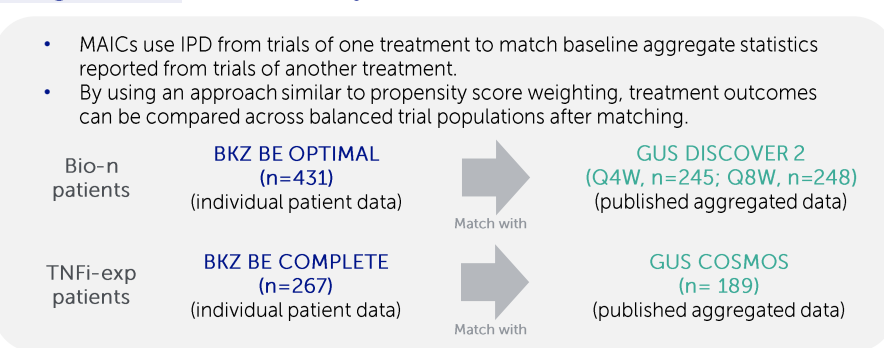 • MAICs use IPD from trials of one treatment to match baseline aggregate statistics
reported from trials of another treatment.
• By using an approach similar to propensity score weighting, treatment outcomes
can be compared across balanced trial populations after matching.
Bio-n
patients
BKZ BE OPTIMAL
(n=431)
(individual patient data)
Match with
GUS DISCOVER 2
(Q4W, n=245; Q8W, n=248)
(published aggregated data)
TNFi-exp
patients
BKZ BE COMPLETE
(n=267)
(individual patient data)
Match with
GUS COSMOS
(n= 189)
(published aggregated data)